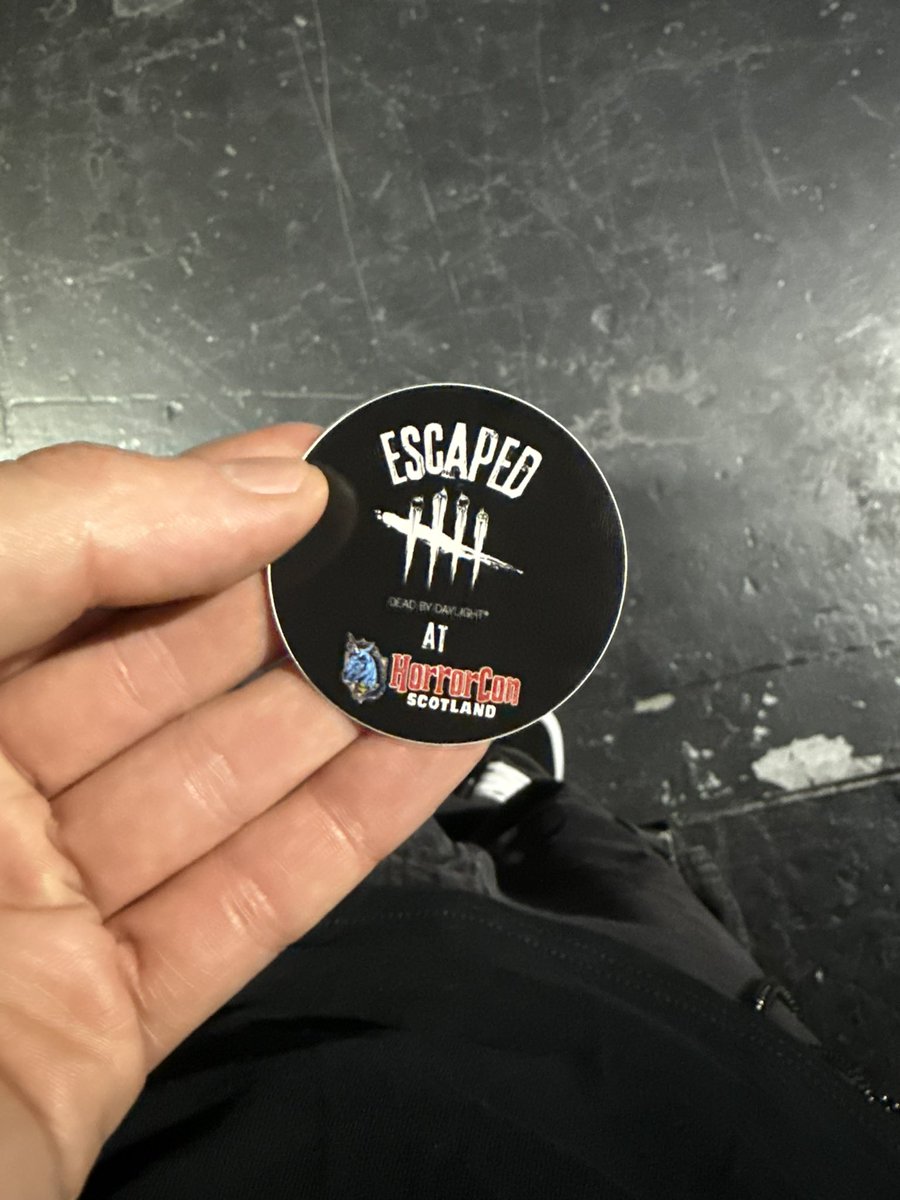 ESCAPED
DEAD BY DAYLIGHT®
AT
HorrorCon
SCOTLAND